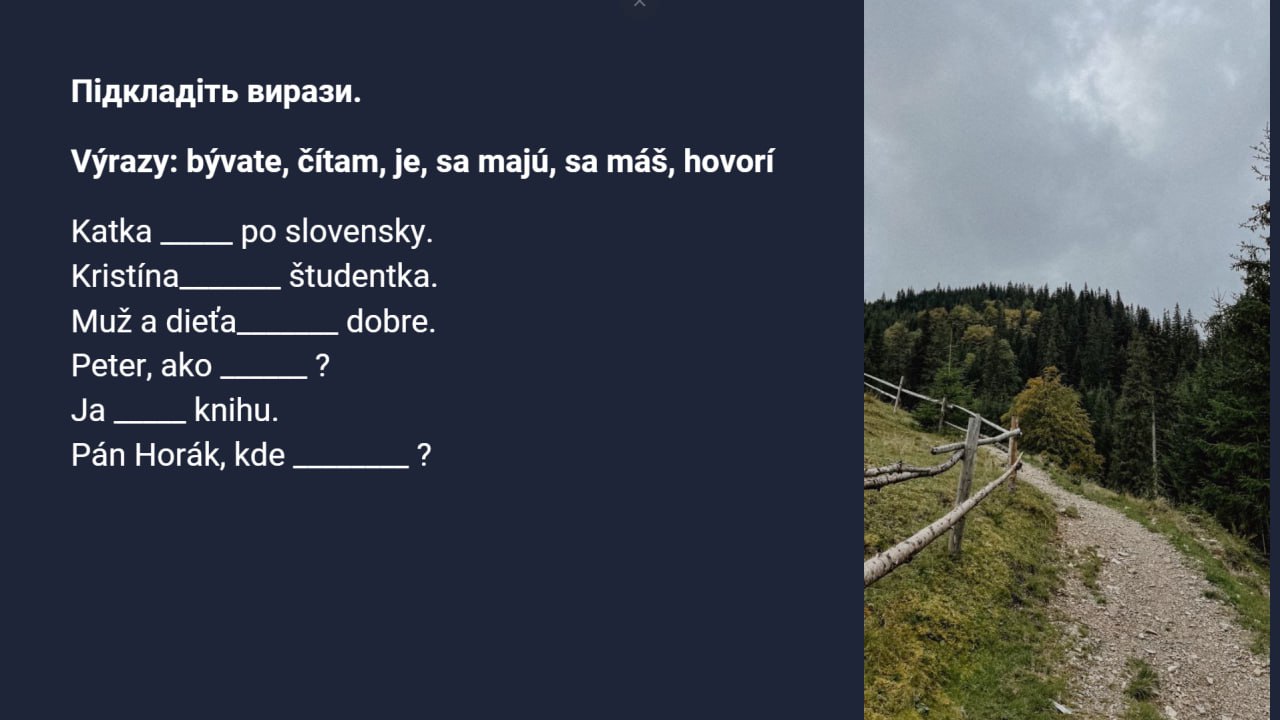 Підкладіть вирази.
Výrazy: bývate, čítam, je, sa majú, sa máš, hovorí
Katka _____ po slovensky.
Kristína_______ študentka.
Muž a dieťa_______ dobre.
Peter, ako ______ ?
Ja _____ knihu.
Pán Horák, kde ________ ?